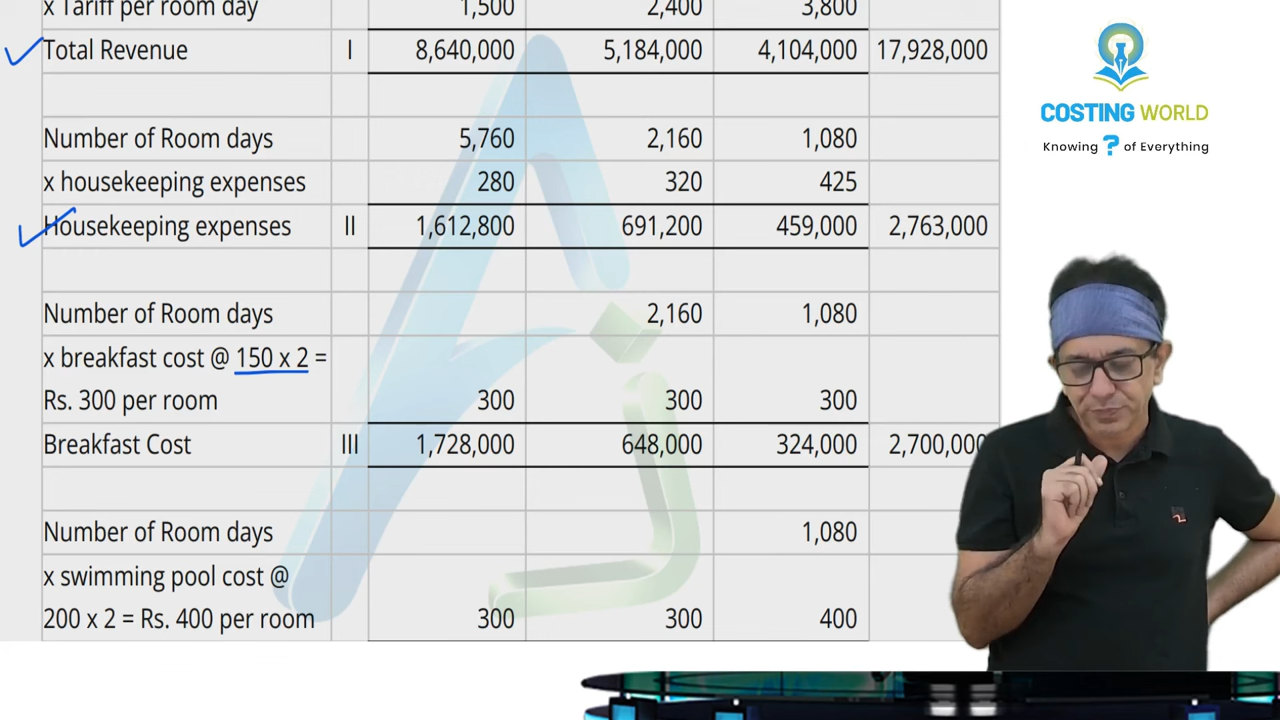 x Tariff per room day 1,500 2,400 3,800
Total Revenue I 8,640,000 5,184,000 4,104,000 17,928,000
Number of Room days 5,760 2,160 1,080
x housekeeping expenses 280 320 425
Housekeeping expenses II 1,612,800 691,200 459,000 2,763,000
Number of Room days 2,160 1,080
x breakfast cost @ 150 x 2 =
Rs. 300 per room 300 300 300
Breakfast Cost III 1,728,000 648,000 324,000 2,700,000
Number of Room days 1,080
x swimming pool cost @
200 x 2 = Rs. 400 per room 300 300 400
COSTING WORLD
Knowing ? of Everything